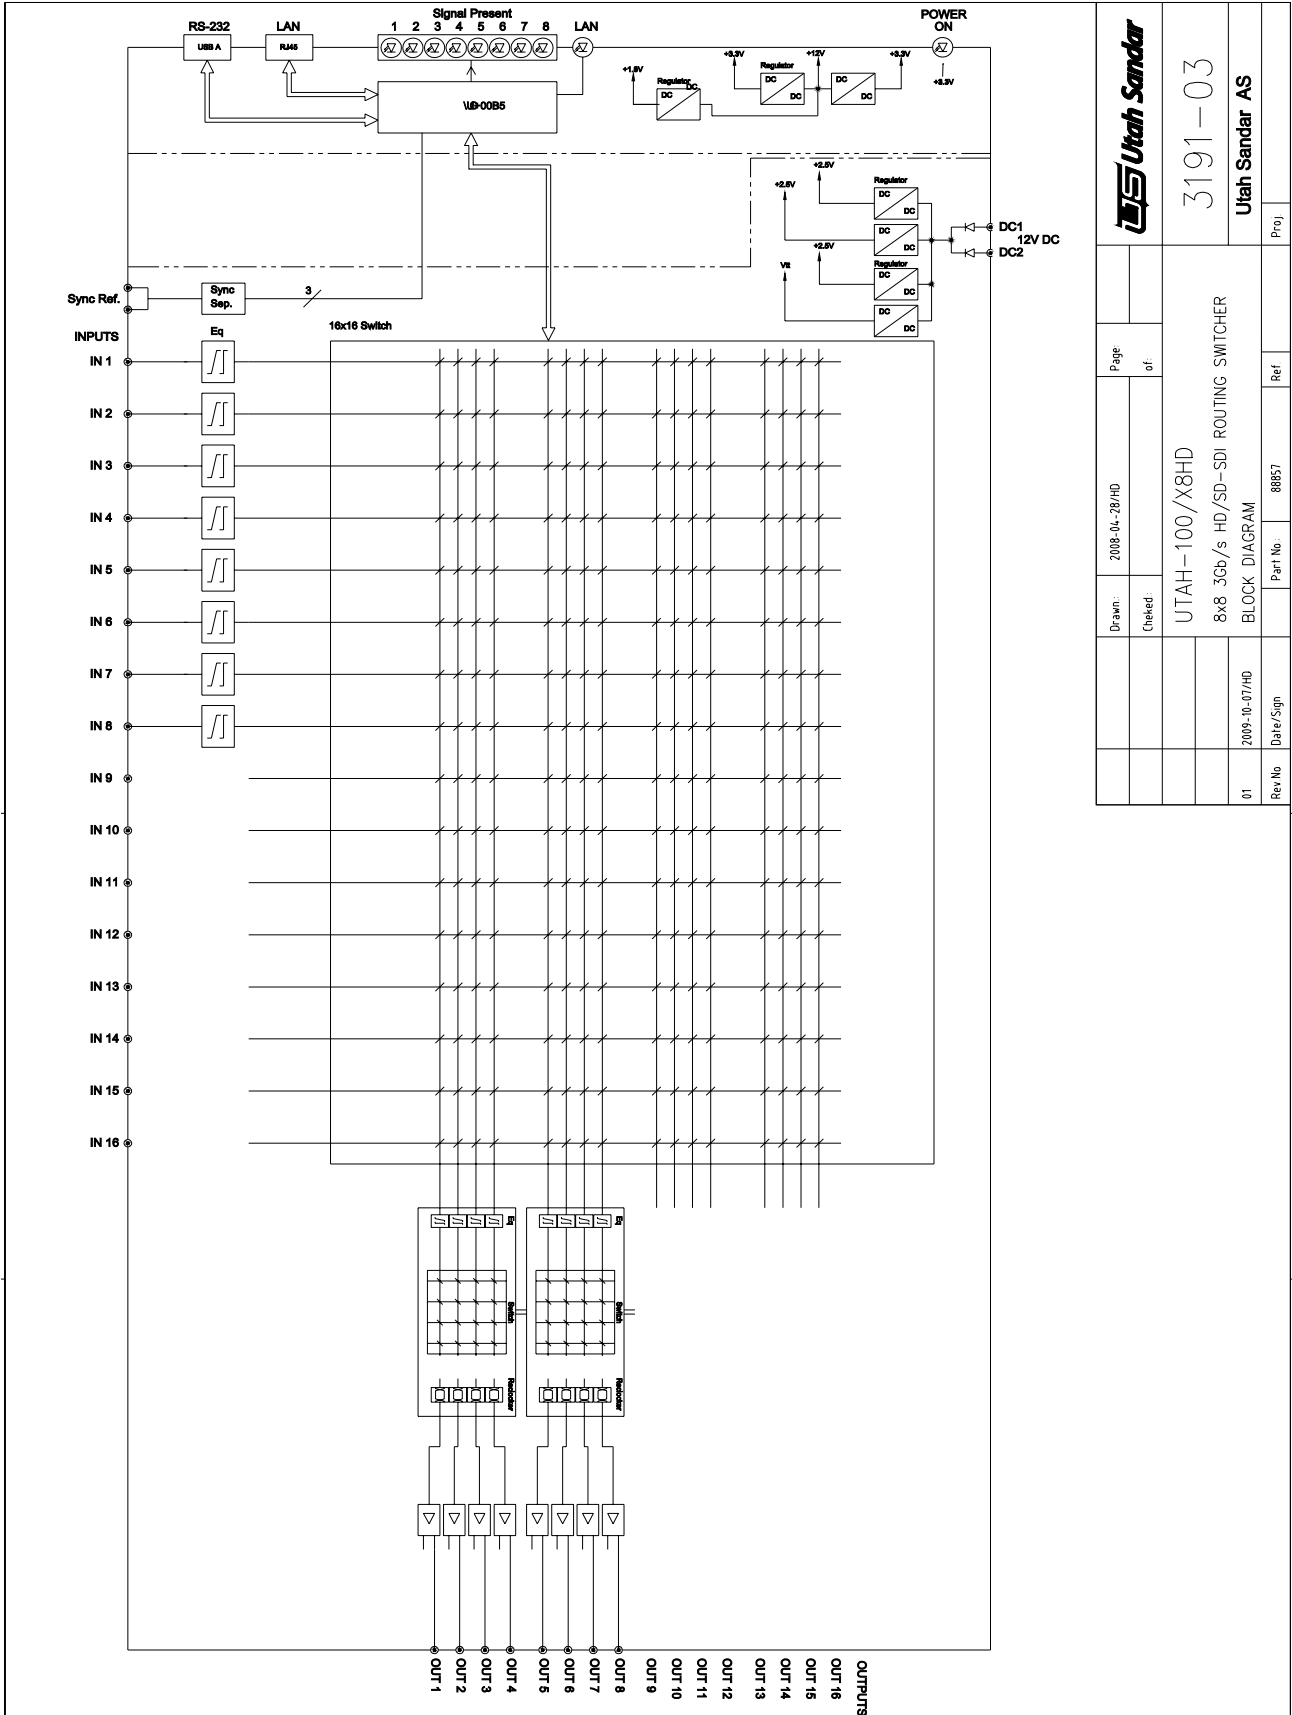 Signal Present
RS-232
LAN
1 2 3 4 5 6 7 8
LAN
POWER
ON
USB A
RJ45
+3.3V
+12V
+3.3V
+3.3V
+1.8V
Regulator
DC
DC
Regulator
DC
DC
DC
DC
+2.5V
Regulator
DC
DC
+2.5V
DC
DC
+2.5V
Regulator
DC
DC
Vtt
DC
DC
DC1
12V DC
DC2
Sync Ref.
Sync
Sep.
3
16x16 Switch
INPUTS
Eq
IN 1
IN 2
IN 3
IN 4
IN 5
IN 6
IN 7
IN 8
IN 9
IN 10
IN 11
IN 12
IN 13
IN 14
IN 15
IN 16
Eq
Eq
Switch
Switch
Reclocker
Reclocker
OUT 1
OUT 2
OUT 3
OUT 4
OUT 5
OUT 6
OUT 7
OUT 8
OUT 9
OUT 10
OUT 11
OUT 12
OUT 13
OUT 14
OUT 15
OUT 16
OUTPUTS
Utah Sandar
3191-03
Utah Sandar AS
Proj
Page:
of:
Ref
Drawn:
2008-04-28/HD
Cheked:
UTAH-100/X8HD
8x8 3Gb/s HD/SD-SDI ROUTING SWITCHER
BLOCK DIAGRAM
Part No:
88857
01
2009-10-07/HD
Rev No
Date/Sign